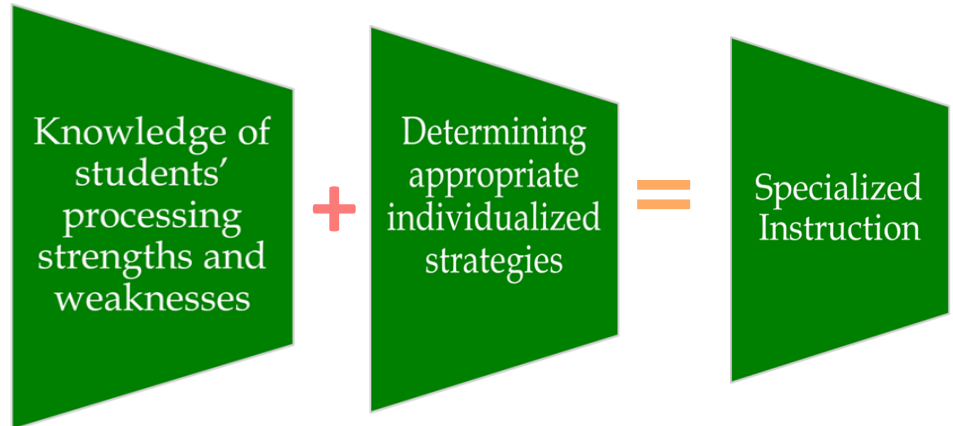 Knowledge of
students’
processing
strengths and
weaknesses
+
Determining
appropriate
individualized
strategies
=
Specialized
Instruction